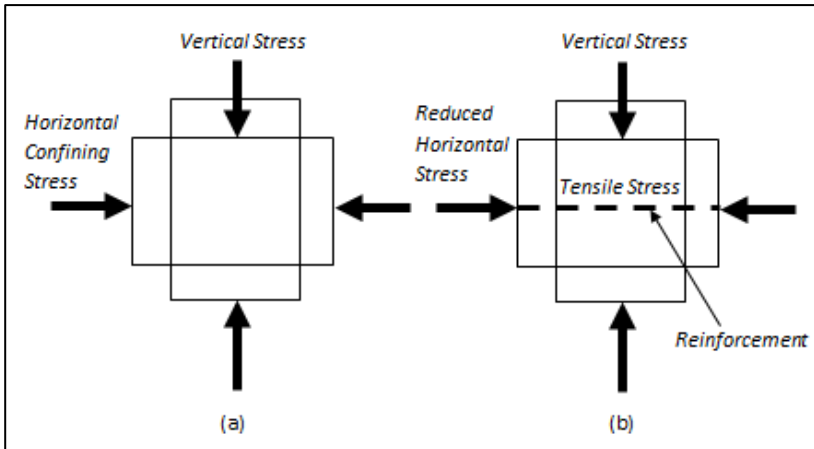 Vertical Stress
Horizontal
Confining
Stress
(a)
Vertical Stress
Reduced
Horizontal
Stress
Tensile Stress
Reinforcement
(b)